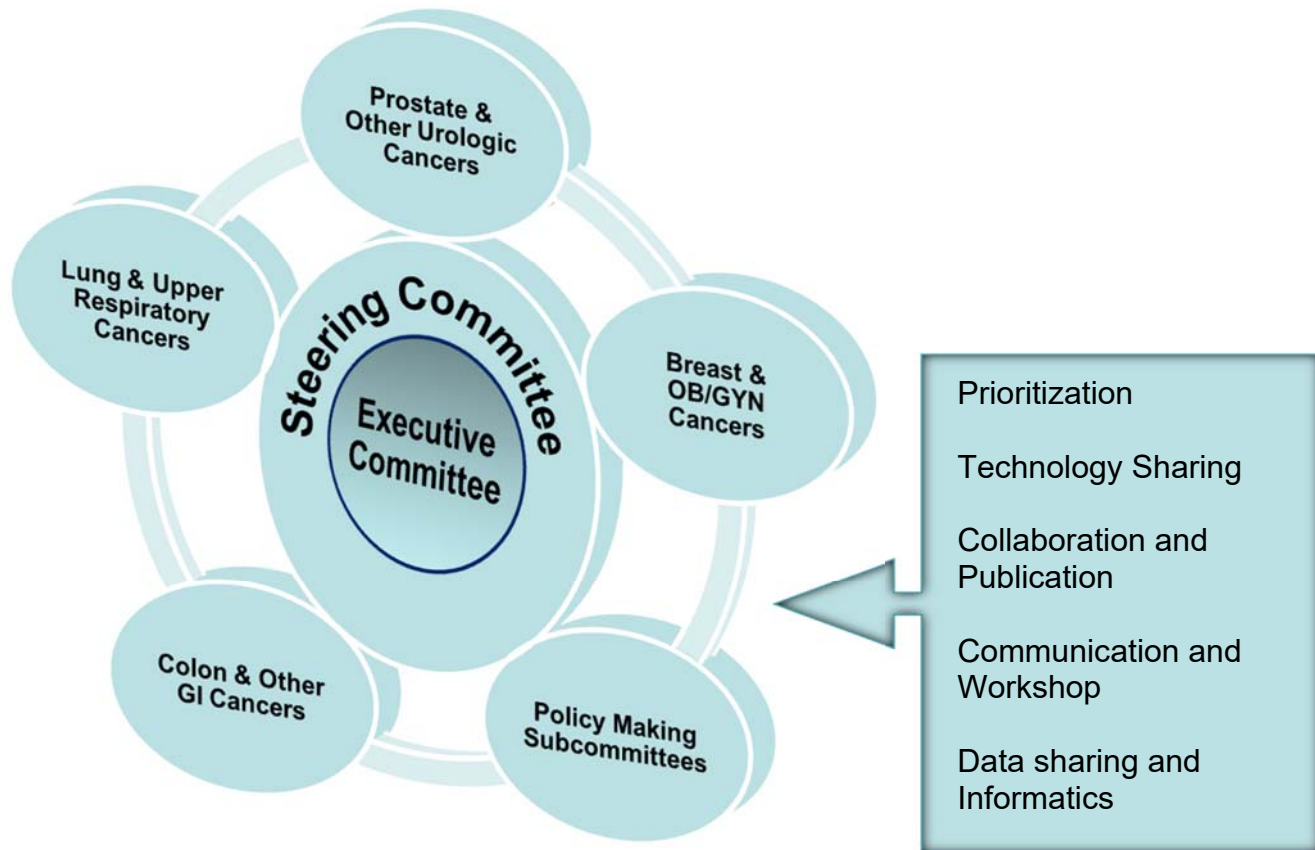 Prostate &
Other Urologic
Cancers
Lung & Upper
Respiratory
Cancers
Steering Committee
Executive
Committee
Breast &
OB/GYN
Cancers
Colon & Other
GI Cancers
Policy Making
Subcommittees
Prioritization
Technology Sharing
Collaboration and
Publication
Communication and
Workshop
Data sharing and
Informatics